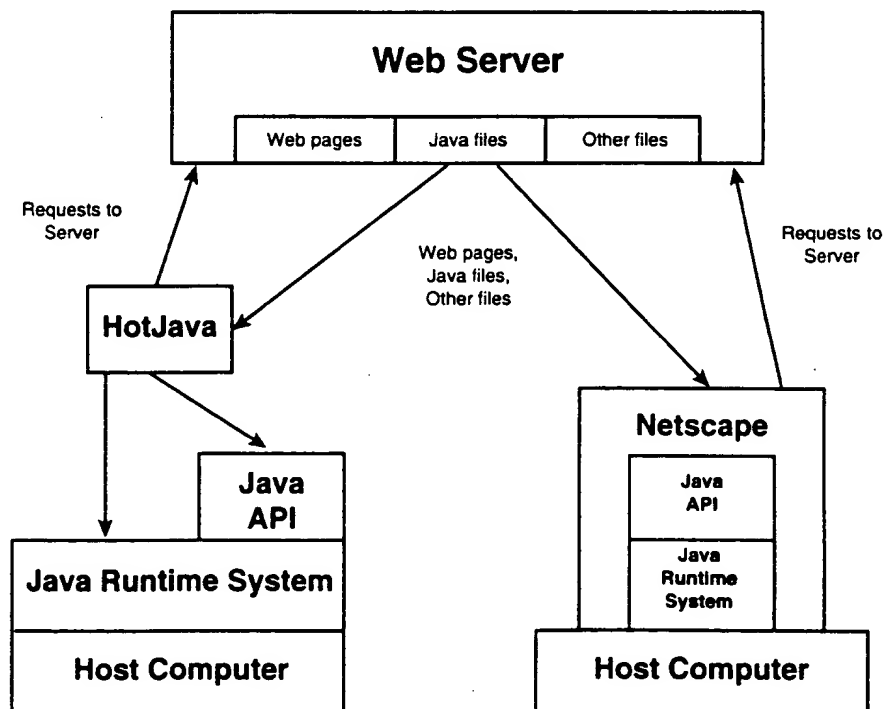 Web Server
Web pages
Java files
Other files
Requests to
Server
Web pages,
Java files,
Other files
Requests to
Server
HotJava
Java
API
Java Runtime System
Host Computer
Netscape
Java
API
Java
Runtime
System
Host Computer